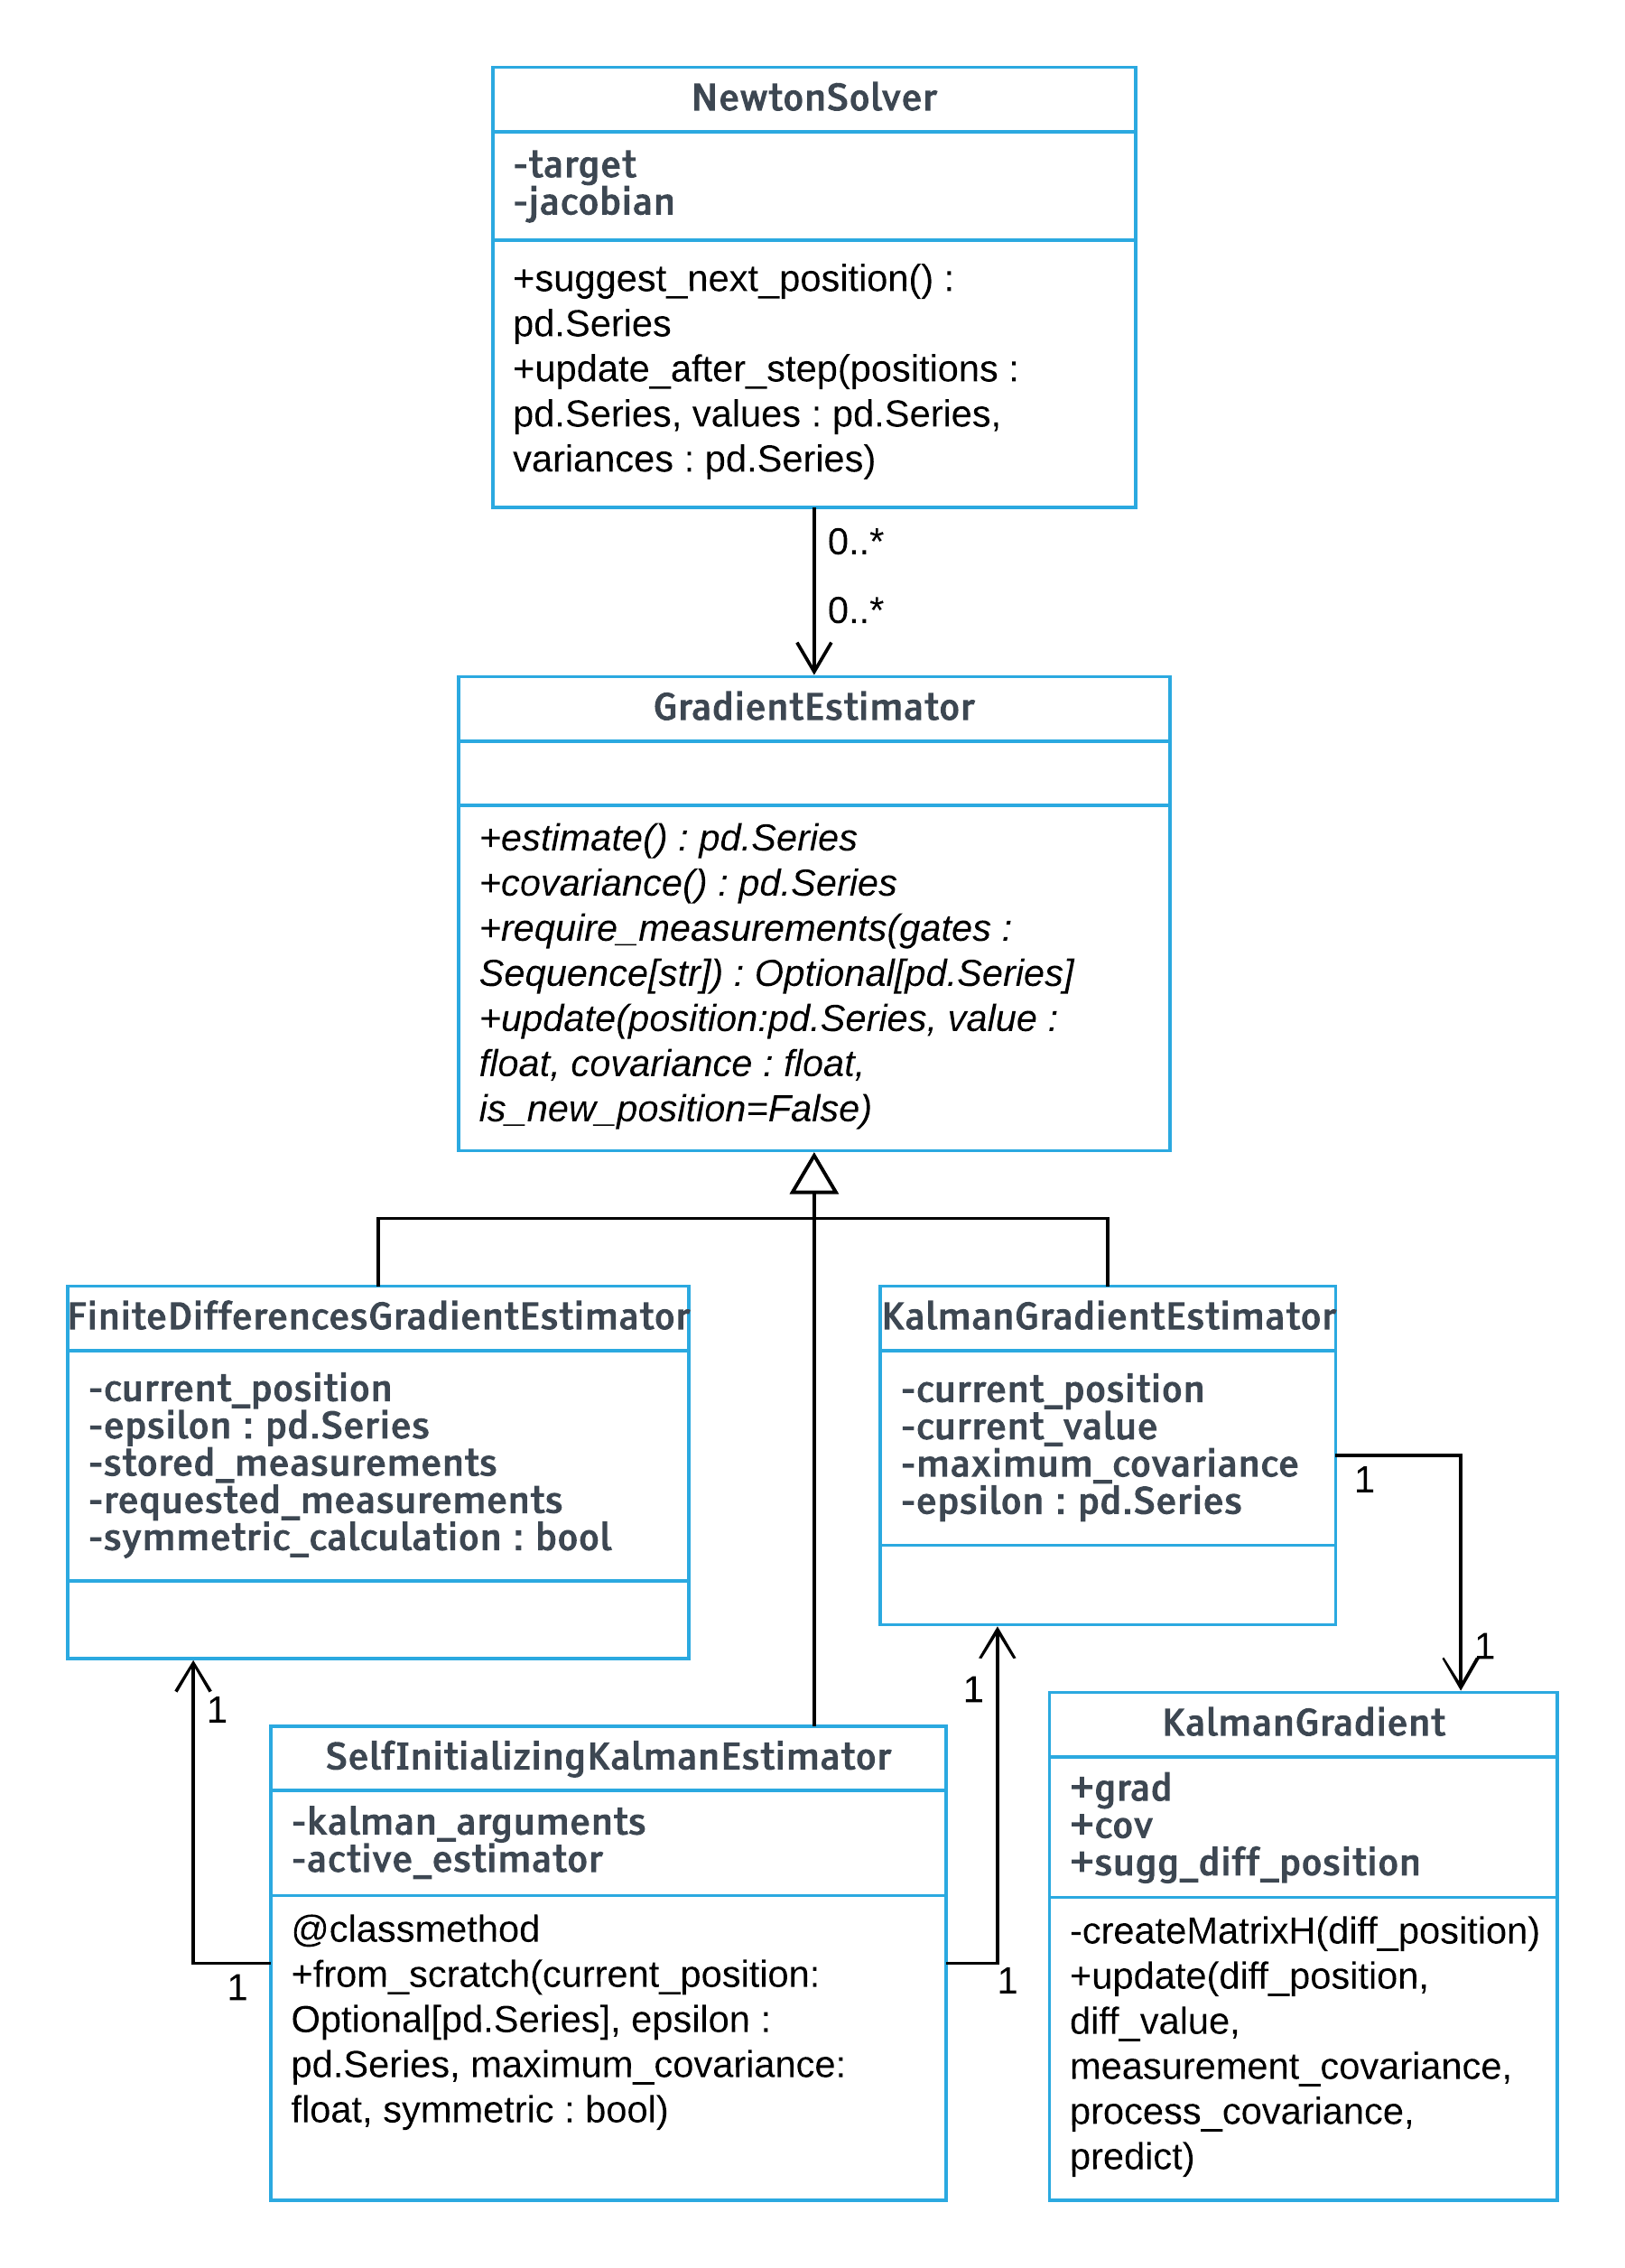 NewtonSolver
-target
-jacobian
+suggest_next_position() :
pd.Series
+update_after_step(positions :
pd.Series, values : pd.Series,
variances : pd.Series)
0..*
0..*
GradientEstimator
+estimate() : pd.Series
+covariance() : pd.Series
+require_measurements(gates :
Sequence[str]) : Optional[pd.Series]
+update(position:pd.Series, value :
float, covariance : float,
is_new_position=False)
FiniteDifferencesGradientEstimator
-current_position
-epsilon : pd.Series
-stored_measurements
-requested_measurements
-symmetric_calculation : bool
KalmanGradientEstimator
-current_position
-current_value
-maximum_covariance
-epsilon : pd.Series
1
1
1
1
1
1
SelfInitializingKalmanEstimator
-kalman_arguments
-active_estimator
@classmethod
+from_scratch(current_position:
Optional[pd.Series], epsilon :
pd.Series, maximum_covariance:
float, symmetric : bool)
KalmanGradient
+grad
+cov
+sugg_diff_position
-createMatrixH(diff_position)
+update(diff_position,
diff_value,
measurement_covariance,
process_covariance,
predict)